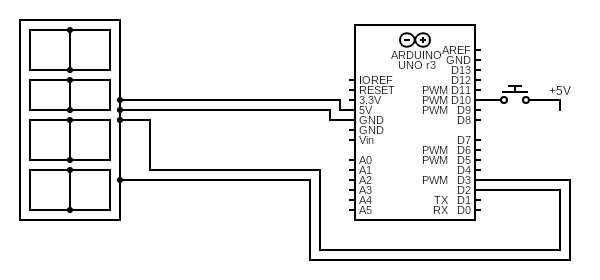 ARDUINO
UNO r3
AREF
GND
D13
IOREF D12
RESET PWM D11
3.3V PWM D10
+5V
5V PWM D9
GND D8
GND
Vin D7
PWM D6
A0 PWM D5
A1 D4
A2 PWM D3
A3 D2
A4 TX D1
A5 RX D0